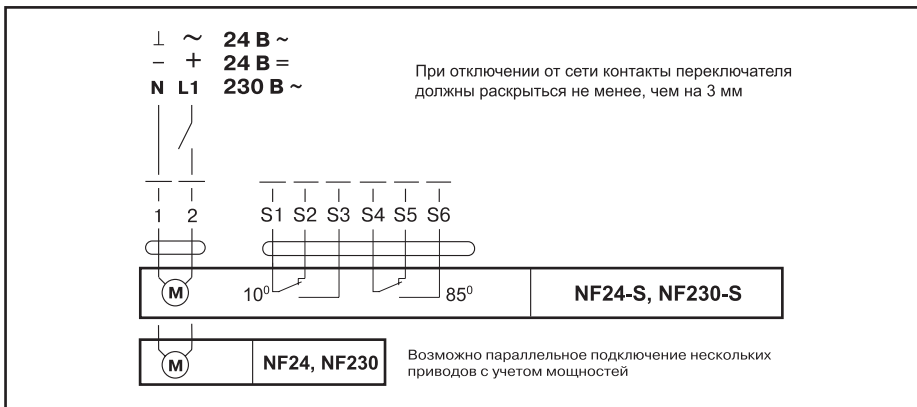 ⊥ ~ 24 В ~
– + 24 В =
N L1 230 В ~
При отключении от сети контакты переключателя
должны раскрыться не менее, чем на 3 мм
1 2 S1 S2 S3 S4 S5 S6
M 10⁰ 85⁰ NF24-S, NF230-S
M NF24, NF230
Возможно параллельное подключение нескольких
приводов с учетом мощностей